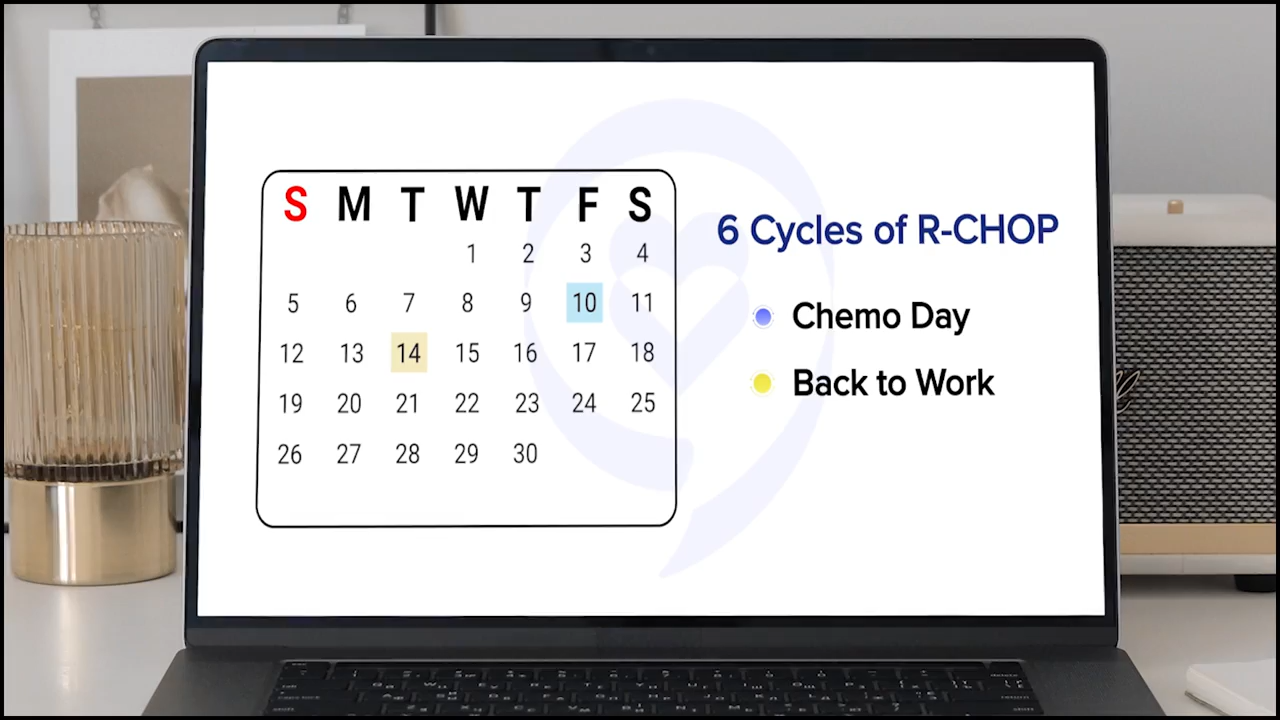 S M T W T F S
1 2 3 4
5 6 7 8 9 10 11
12 13 14 15 16 17 18
19 20 21 22 23 24 25
26 27 28 29 30
6 Cycles of R-CHOP
Chemo Day
Back to Work